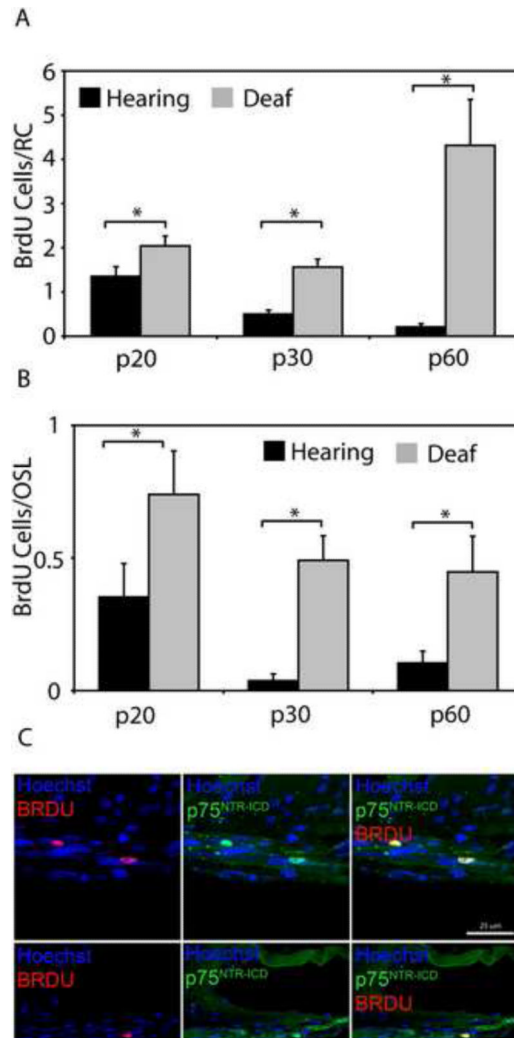 A
BrdU Cells/RC
6
5
4
3
2
1
0
Hearing Deaf
* * *
p20 p30 p60
B
BrdU Cells/OSL
1
0.5
0
Hearing Deaf
* * *
p20 p30 p60
C
Hoechst
BRDU
Hoechst
p75NTR-ICD
Hoechst
p75NTR-ICD
BRDU
25 um
Hoechst
BRDU
Hoechst
p75NTR-ICD
Hoechst
p75NTR-ICD
BRDU